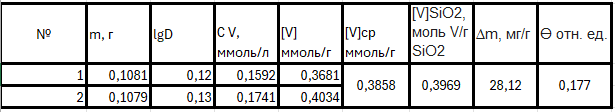 № m, г lgD C V, ммоль/л [V] ммоль/г [V]ср ммоль/г [V]SiO2, моль V/г SiO2 Δm, мг/г Ѳ отн. ед.
1 0,1081 0,12 0,1592 0,3681 0,3858 0,3969 28,12 0,177
2 0,1079 0,13 0,1741 0,4034